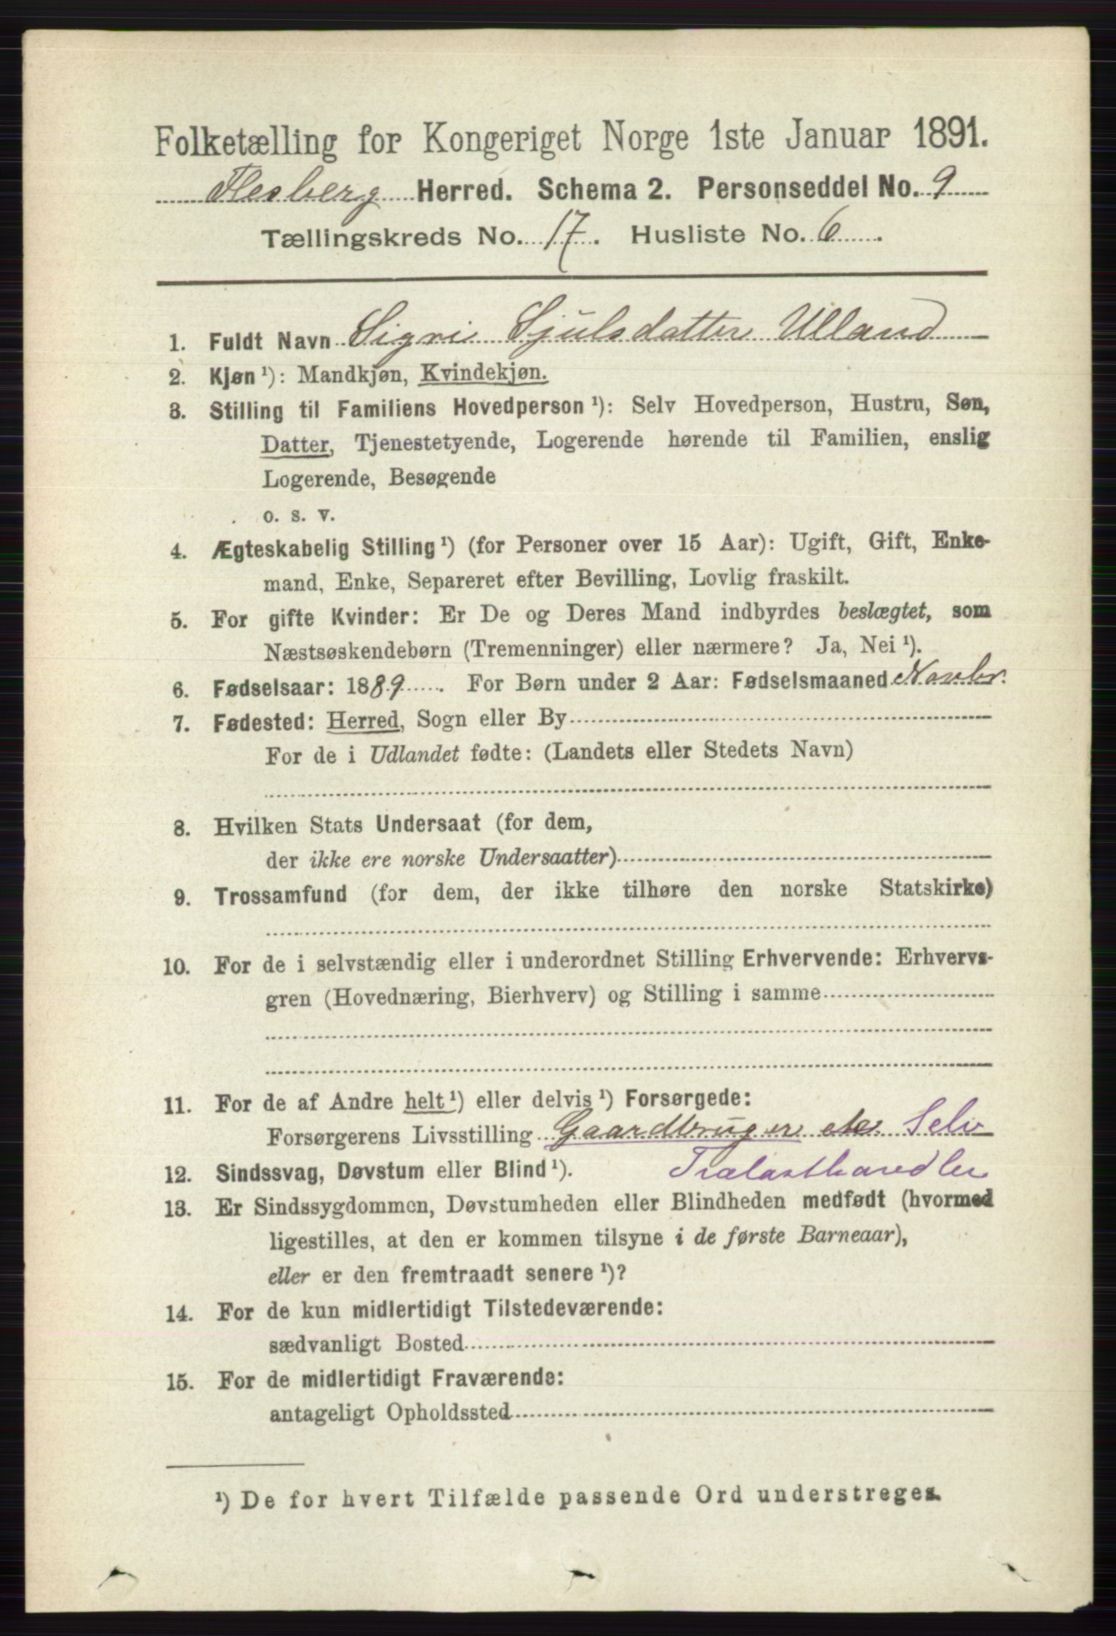 Folketælling for Kongeriget Norge 1ste Januar 1891.
Flesberg Herred. Schema 2. Personseddel No. 9
Tællingskreds No. 17. Husliste No. 6.
1. Fuldt Navn Sigri Sjulsdatter Ulland
2. Kjøn ¹): Mandkjøn, Kvindekjøn.
3. Stilling til Familiens Hovedperson ¹): Selv Hovedperson, Hustru, Søn,
Datter, Tjenestetyende, Logerende hørende til Familien, enslig
Logerende, Besøgende
o. s. v.
4. Ægteskabelig Stilling ¹) (for Personer over 15 Aar): Ugift, Gift, Enke-
mand, Enke, Separeret efter Bevilling, Lovlig fraskilt.
5. For gifte Kvinder: Er De og Deres Mand indbyrdes beslægtet, som
Næstsøskendebørn (Tremenninger) eller nærmere? Ja, Nei ¹).
6. Fødselsaar: 1889. For Børn under 2 Aar: Fødselsmaaned Novbr.
7. Fødested: Herred, Sogn eller By
For de i Udlandet fødte: (Landets eller Stedets Navn)
8. Hvilken Stats Undersaat (for dem,
der ikke ere norske Undersaatter)
9. Trossamfund (for dem, der ikke tilhøre den norske Statskirke)
10. For de i selvstændig eller i underordnet Stilling Erhvervende: Erhvervs-
gren (Hovednæring, Bierhverv) og Stilling i samme
11. For de af Andre helt ¹) eller delvis ¹) Forsørgede:
Forsørgerens Livsstilling Gaardbruger Selv
12. Sindssvag, Døvstum eller Blind ¹). Trælasthandler
13. Er Sindssygdommen, Døvstumheden eller Blindheden medfødt (hvormed
ligestilles, at den er kommen tilsyne i de første Barneaar),
eller er den fremtraadt senere ¹)?
14. For de kun midlertidigt Tilstedeværende:
sædvanligt Bosted
15. For de midlertidigt Fraværende:
antageligt Opholdssted
¹) De for hvert Tilfælde passende Ord understreges.